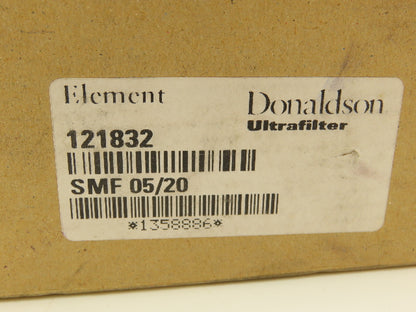 Element
Donaldson
Ultrafilter
121832
SMF 05/20
*1358886*